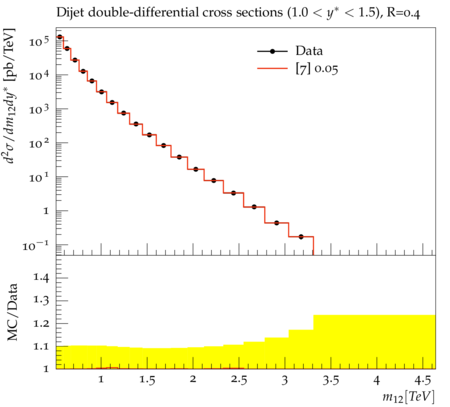 Dijet double-differential cross sections (1.0 < y* < 1.5), R=0.4
d²σ/dm₁₂dy* [pb/TeV]
10⁵
10⁴
10³
10²
10¹
1
10⁻¹
Data
[7] 0.05
MC/Data
1.4
1.3
1.2
1.1
1
1 1.5 2 2.5 3 3.5 4 4.5
m₁₂[TeV]